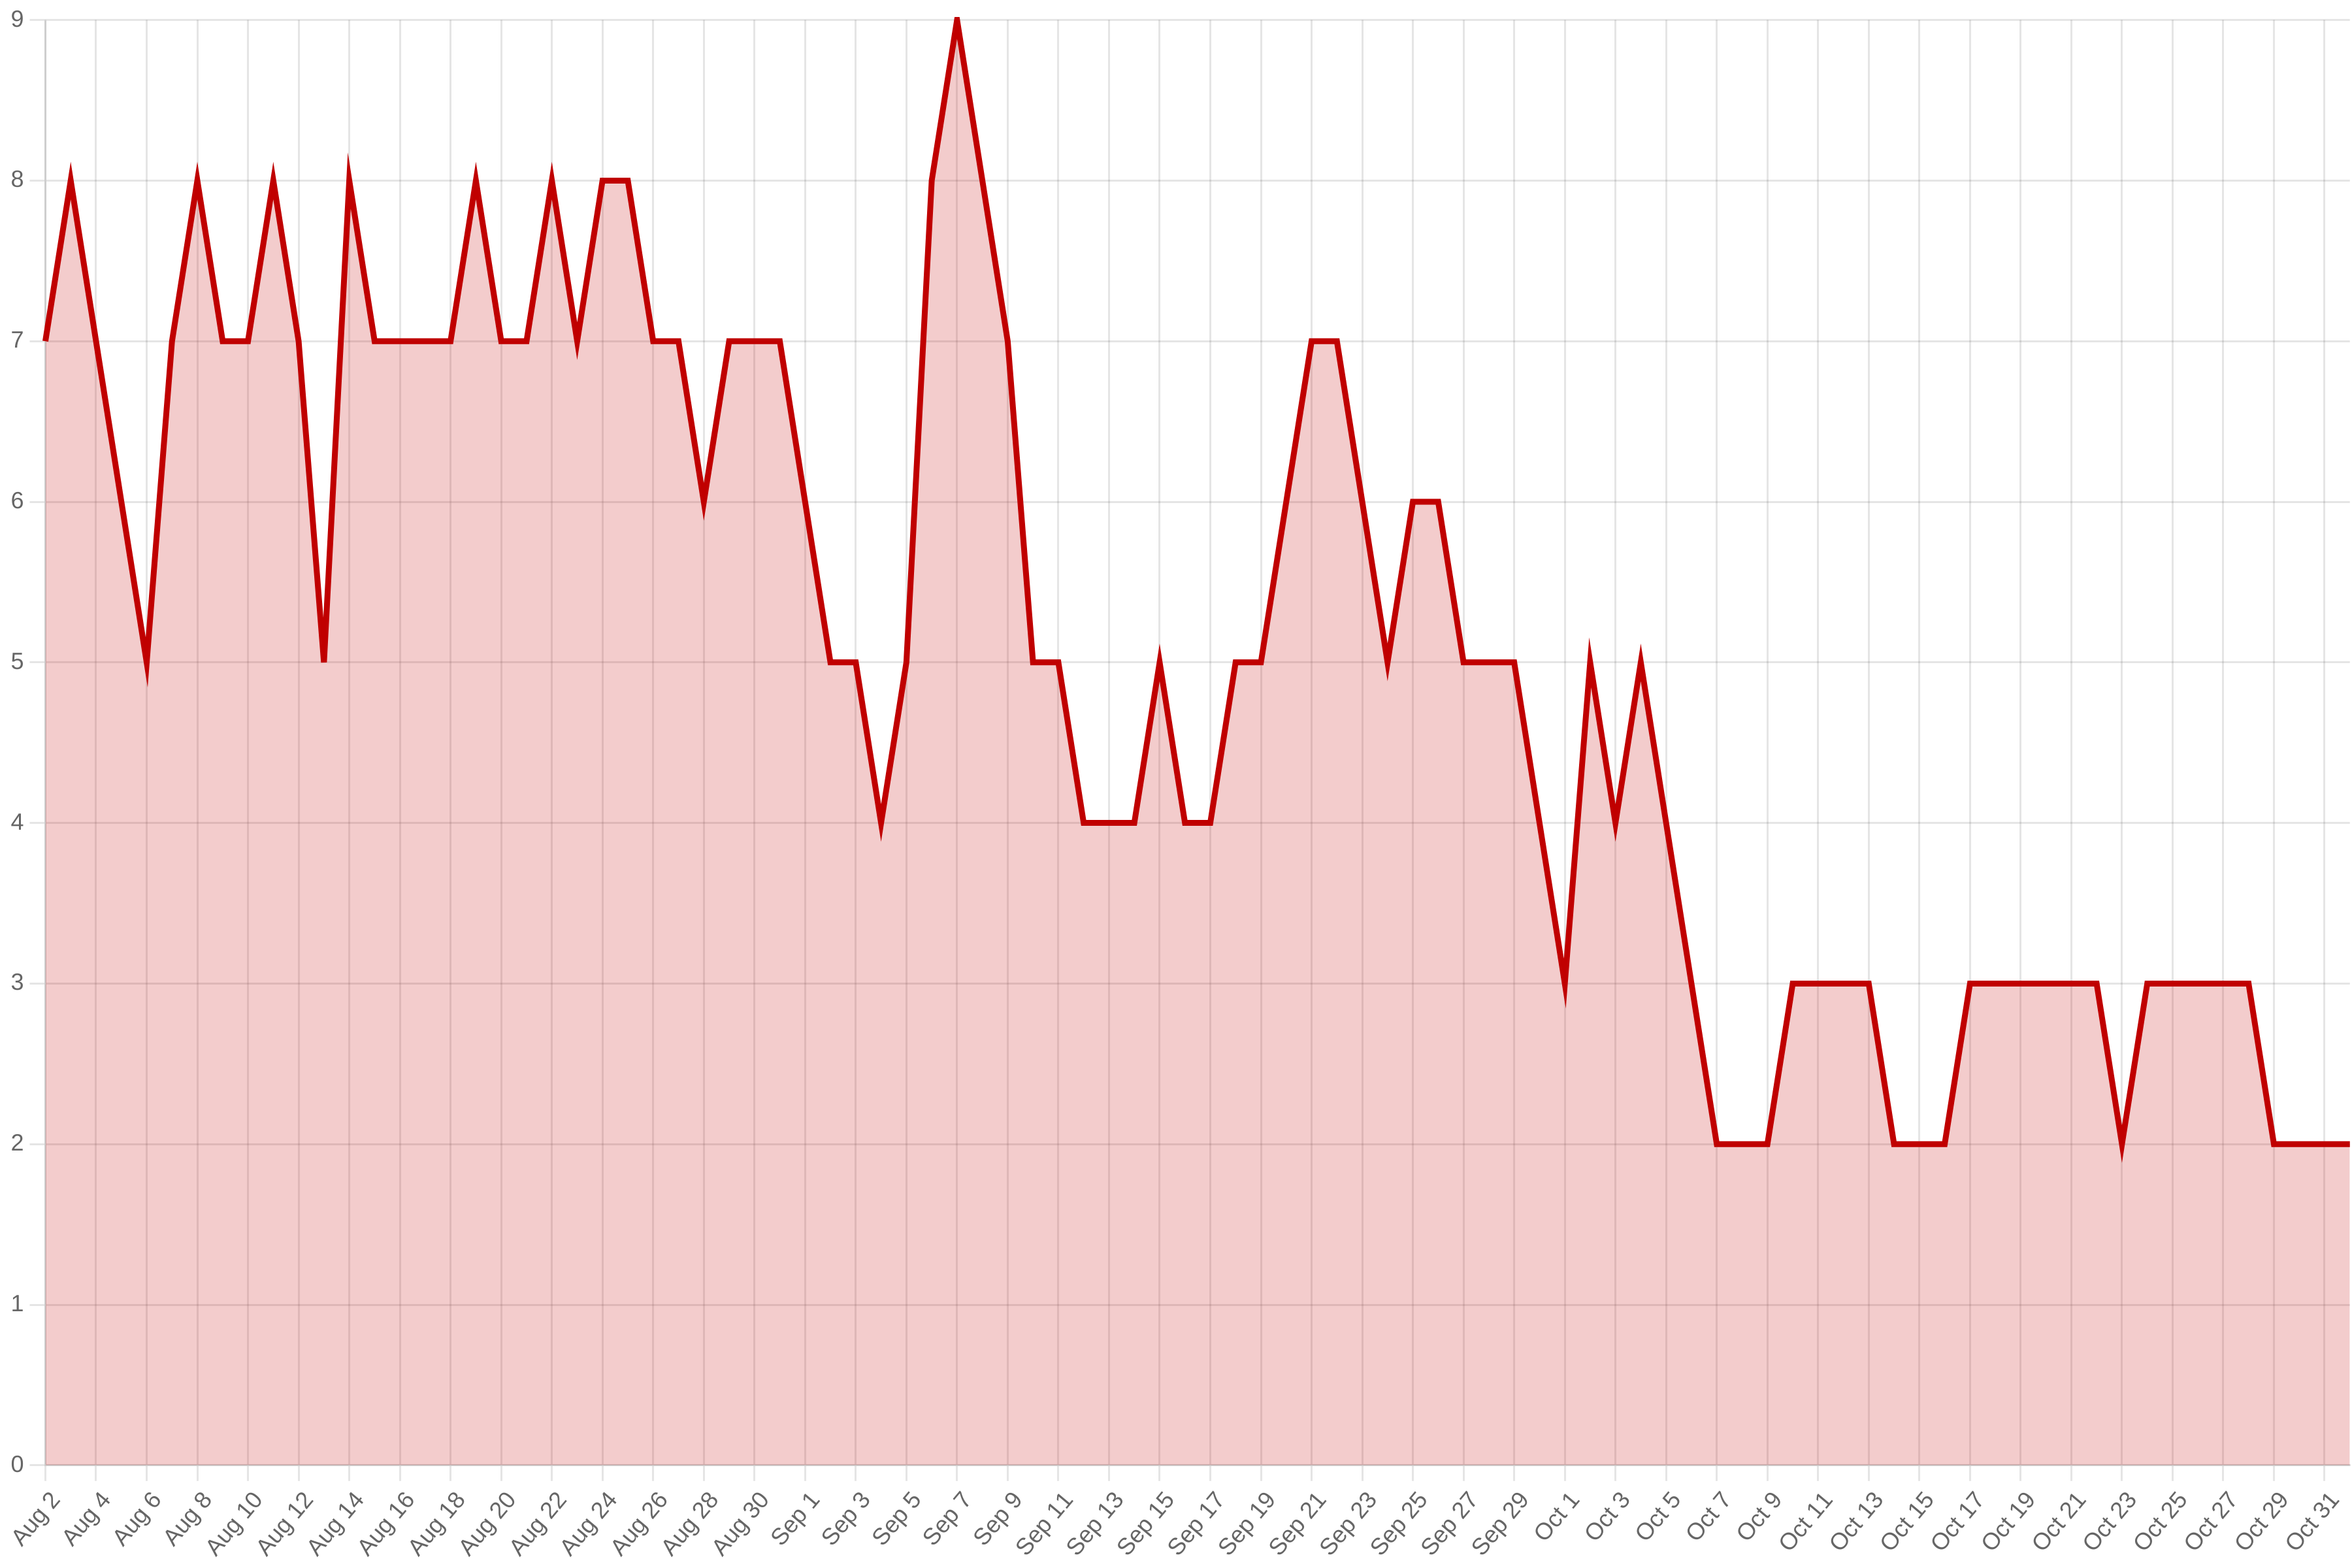 9
8
7
6
5
4
3
2
1
0
Aug 2
Aug 4
Aug 6
Aug 8
Aug 10
Aug 12
Aug 14
Aug 16
Aug 18
Aug 20
Aug 22
Aug 24
Aug 26
Aug 28
Aug 30
Sep 1
Sep 3
Sep 5
Sep 7
Sep 9
Sep 11
Sep 13
Sep 15
Sep 17
Sep 19
Sep 21
Sep 23
Sep 25
Sep 27
Sep 29
Oct 1
Oct 3
Oct 5
Oct 7
Oct 9
Oct 11
Oct 13
Oct 15
Oct 17
Oct 19
Oct 21
Oct 23
Oct 25
Oct 27
Oct 29
Oct 31